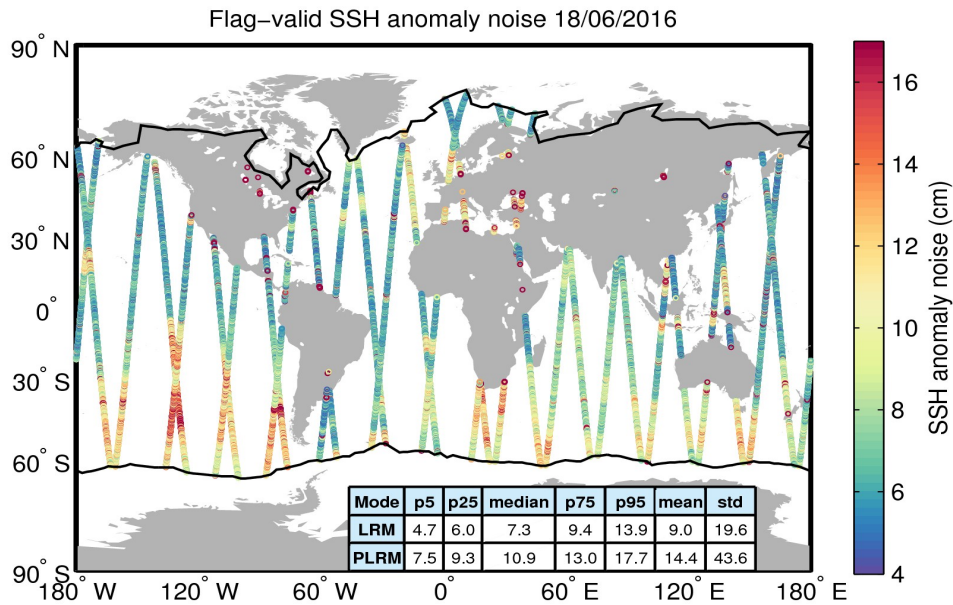 Flag−valid SSH anomaly noise 18/06/2016
90° N
60° N
30° N
0°
30° S
60° S
90° S
180° W
120° W
60° W
0°
60° E
120° E
180° E
Mode p5 p25 median p75 p95 mean std
LRM 4.7 6.0 7.3 9.4 13.9 9.0 19.6
PLRM 7.5 9.3 10.9 13.0 17.7 14.4 43.6
16
14
12
10
8
6
4
SSH anomaly noise (cm)